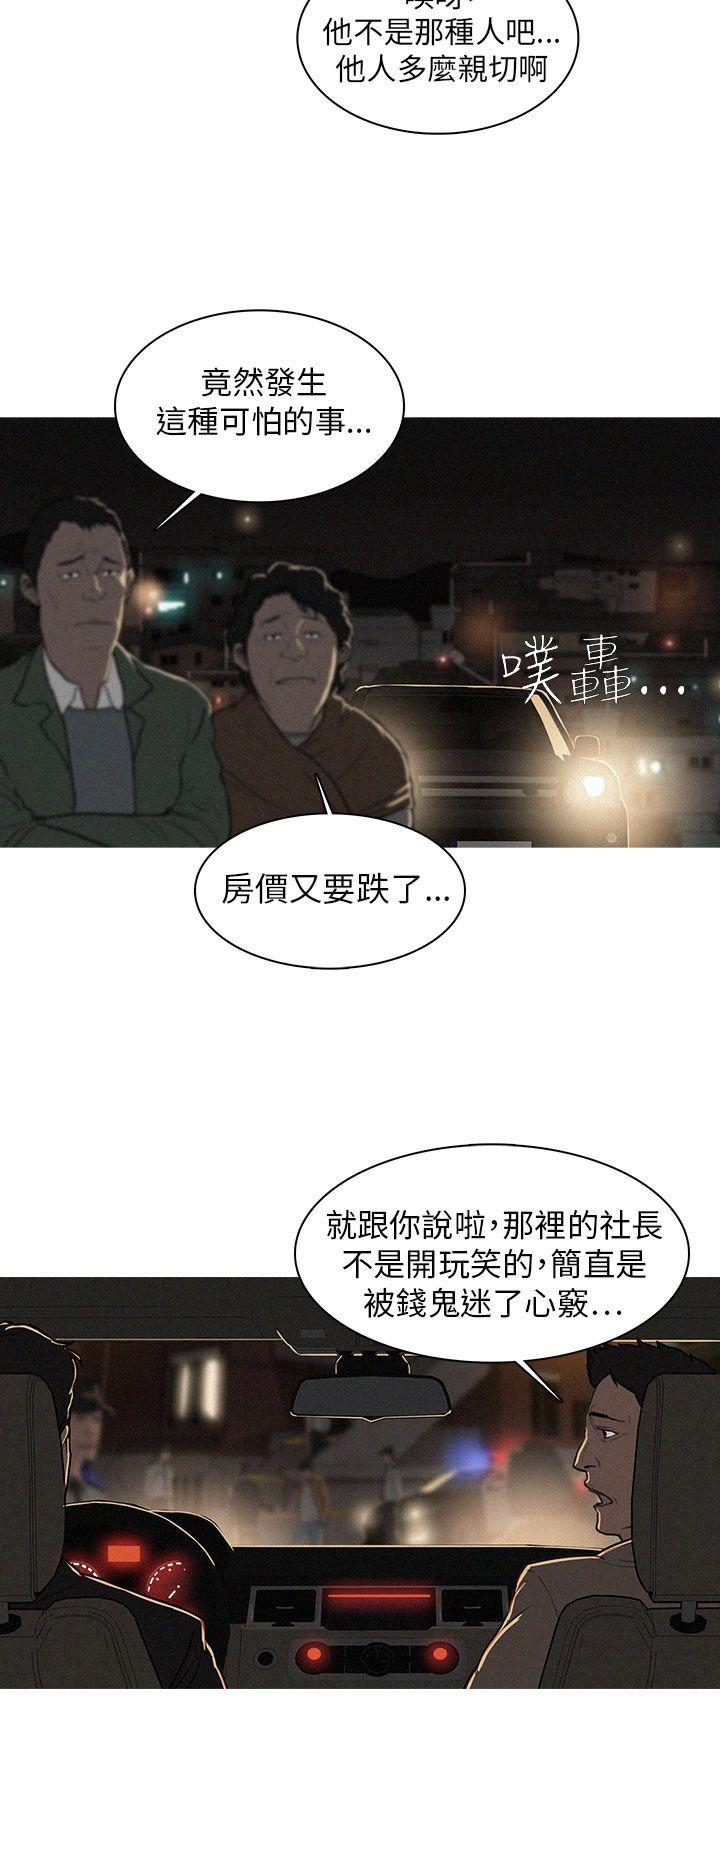 他不是那種人吧...
他人多麼親切啊
竟然發生
這種可怕的事...
噗轟...
房價又要跌了...
就跟你說啦，那裡的社長
不是開玩笑的，簡直是
被錢鬼迷了心竅...